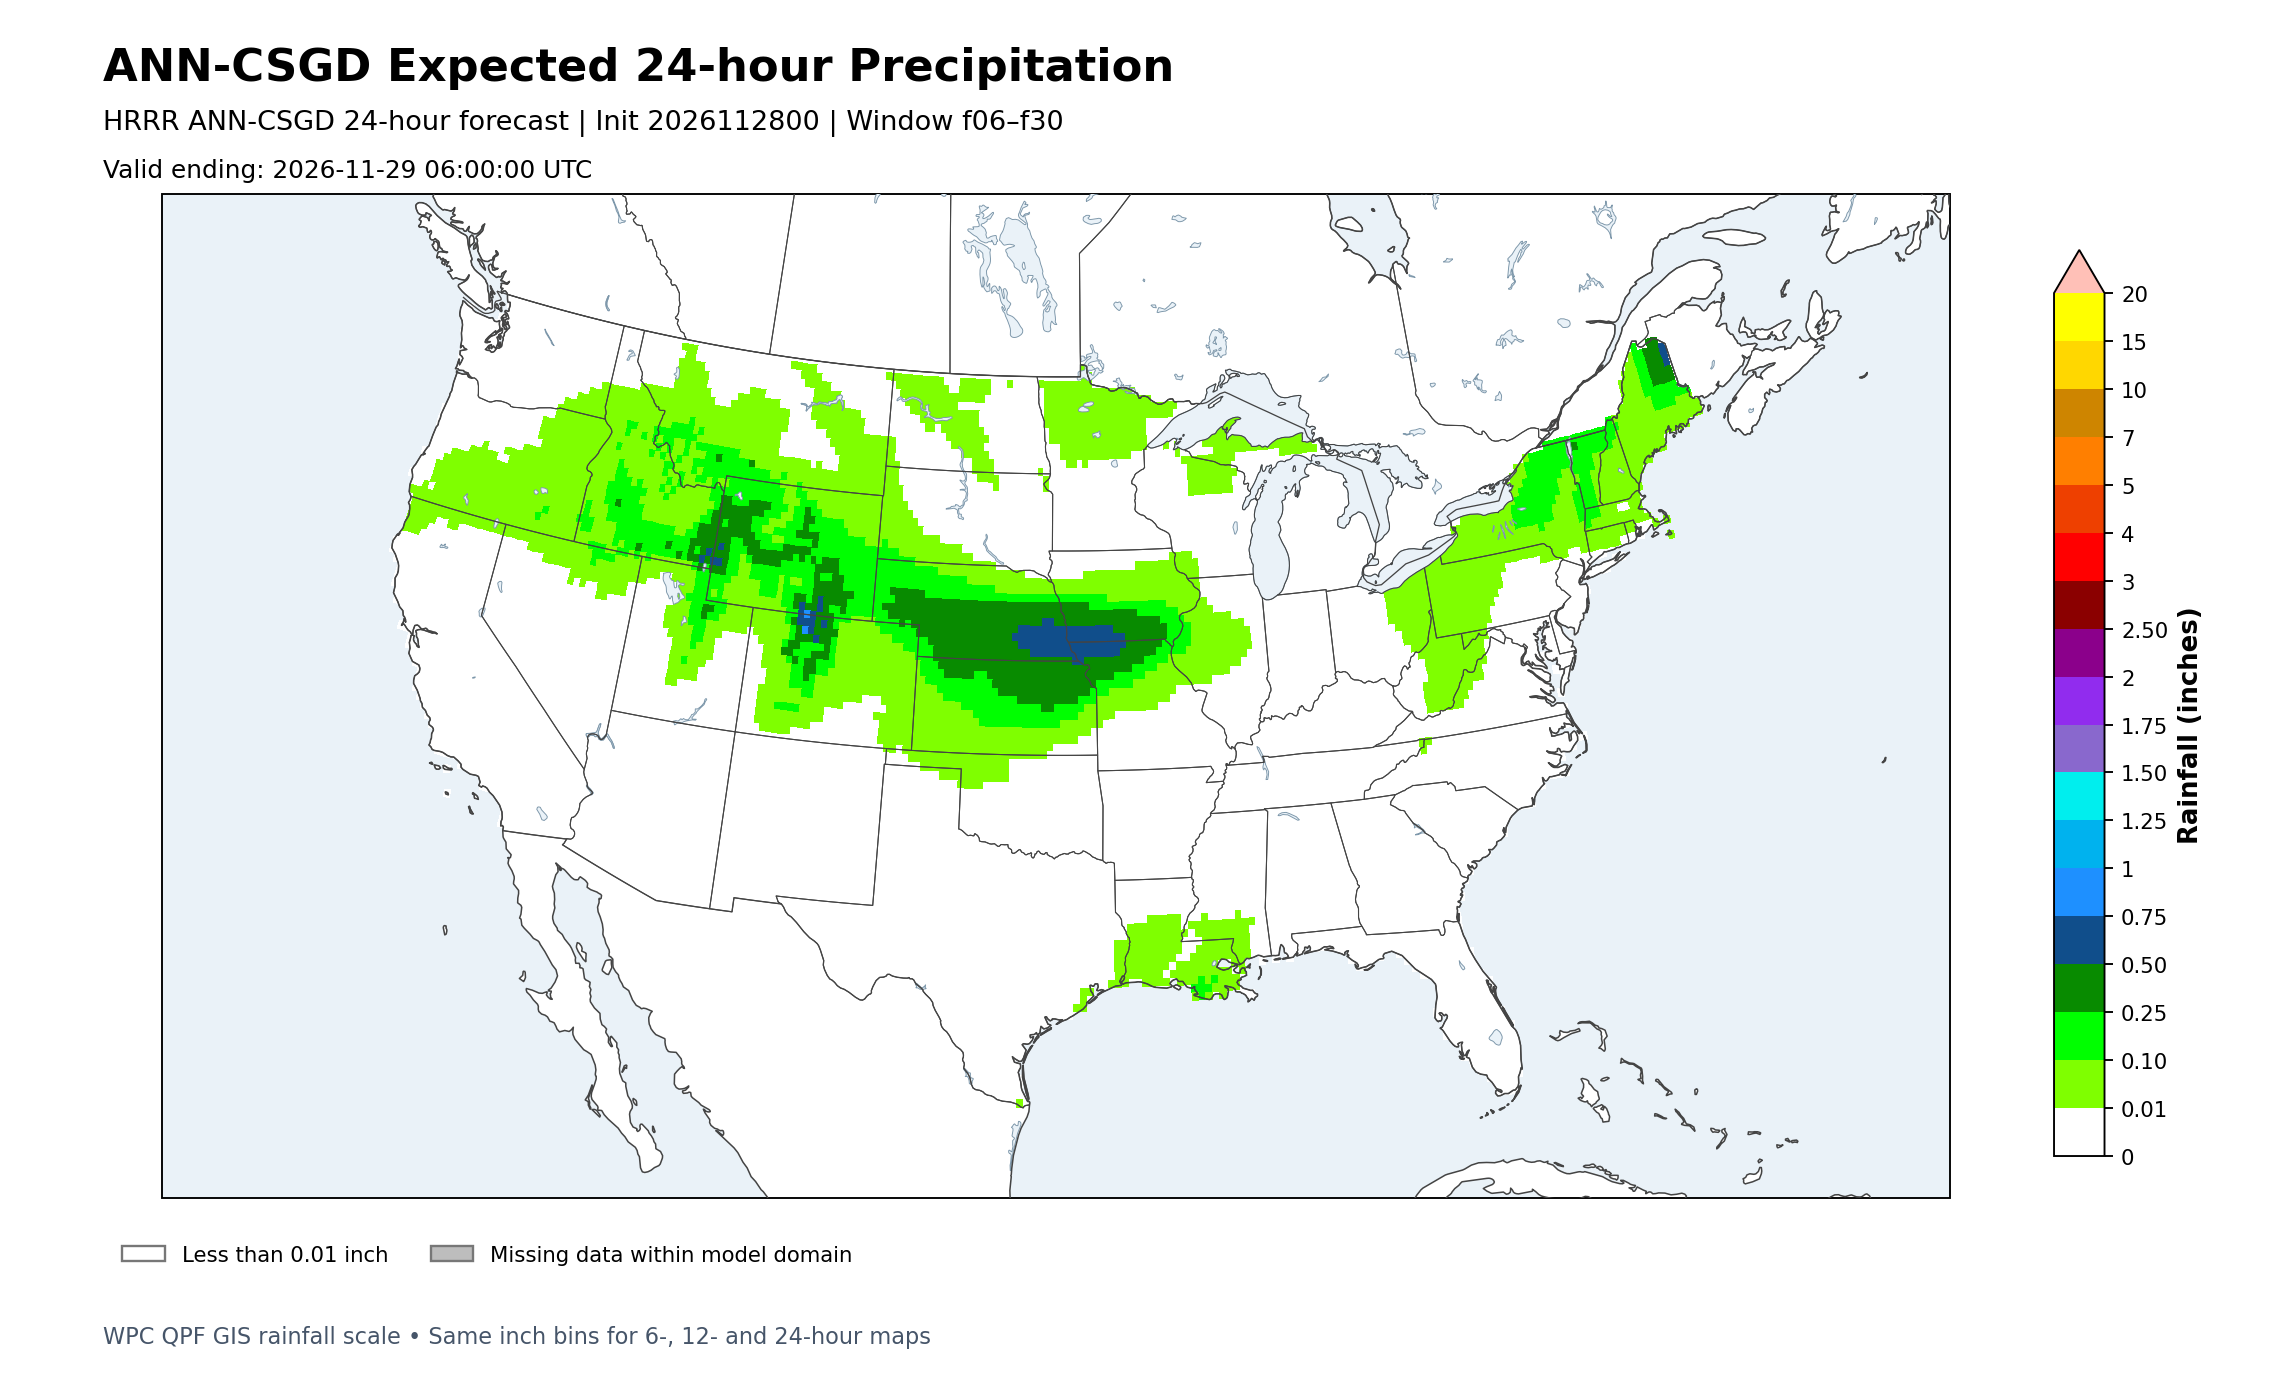 ANN-CSGD Expected 24-hour Precipitation
HRRR ANN-CSGD 24-hour forecast | Init 2026112800 | Window f06–f30
Valid ending: 2026-11-29 06:00:00 UTC
20
15
10
7
5
4
3
2.50
2
1.75
1.50
1.25
1
0.75
0.50
0.25
0.10
0.01
0
Rainfall (inches)
Less than 0.01 inch
Missing data within model domain
WPC QPF GIS rainfall scale • Same inch bins for 6-, 12- and 24-hour maps